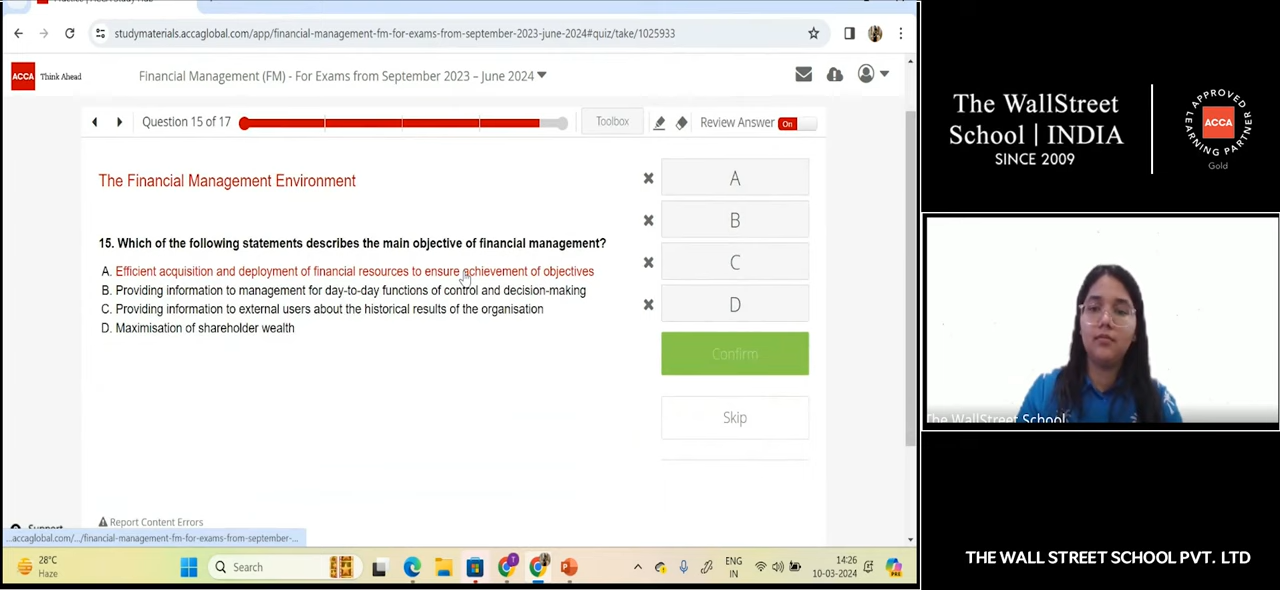 studymaterials.accaglobal.com/app/financial-management-fm-for-exams-from-september-2023-june-2024#quiz/take/1025933
ACCA
Think Ahead
Financial Management (FM) - For Exams from September 2023 – June 2024
Question 15 of 17
Toolbox
Review Answer
On
The Financial Management Environment
15. Which of the following statements describes the main objective of financial management?
A. Efficient acquisition and deployment of financial resources to ensure achievement of objectives
B. Providing information to management for day-to-day functions of control and decision-making
C. Providing information to external users about the historical results of the organisation
D. Maximisation of shareholder wealth
A
B
C
D
Confirm
Skip
Report Content Errors
...accaglobal.com/.../financial-management-fm-for-exams-from-september-...
28°C
Haze
Search
ENG
IN
14:26
10-03-2024
The WallStreet
School | INDIA
SINCE 2009
APPROVED
ACCA
LEARNING PARTNER
Gold
The WallStreet School
THE WALL STREET SCHOOL PVT. LTD